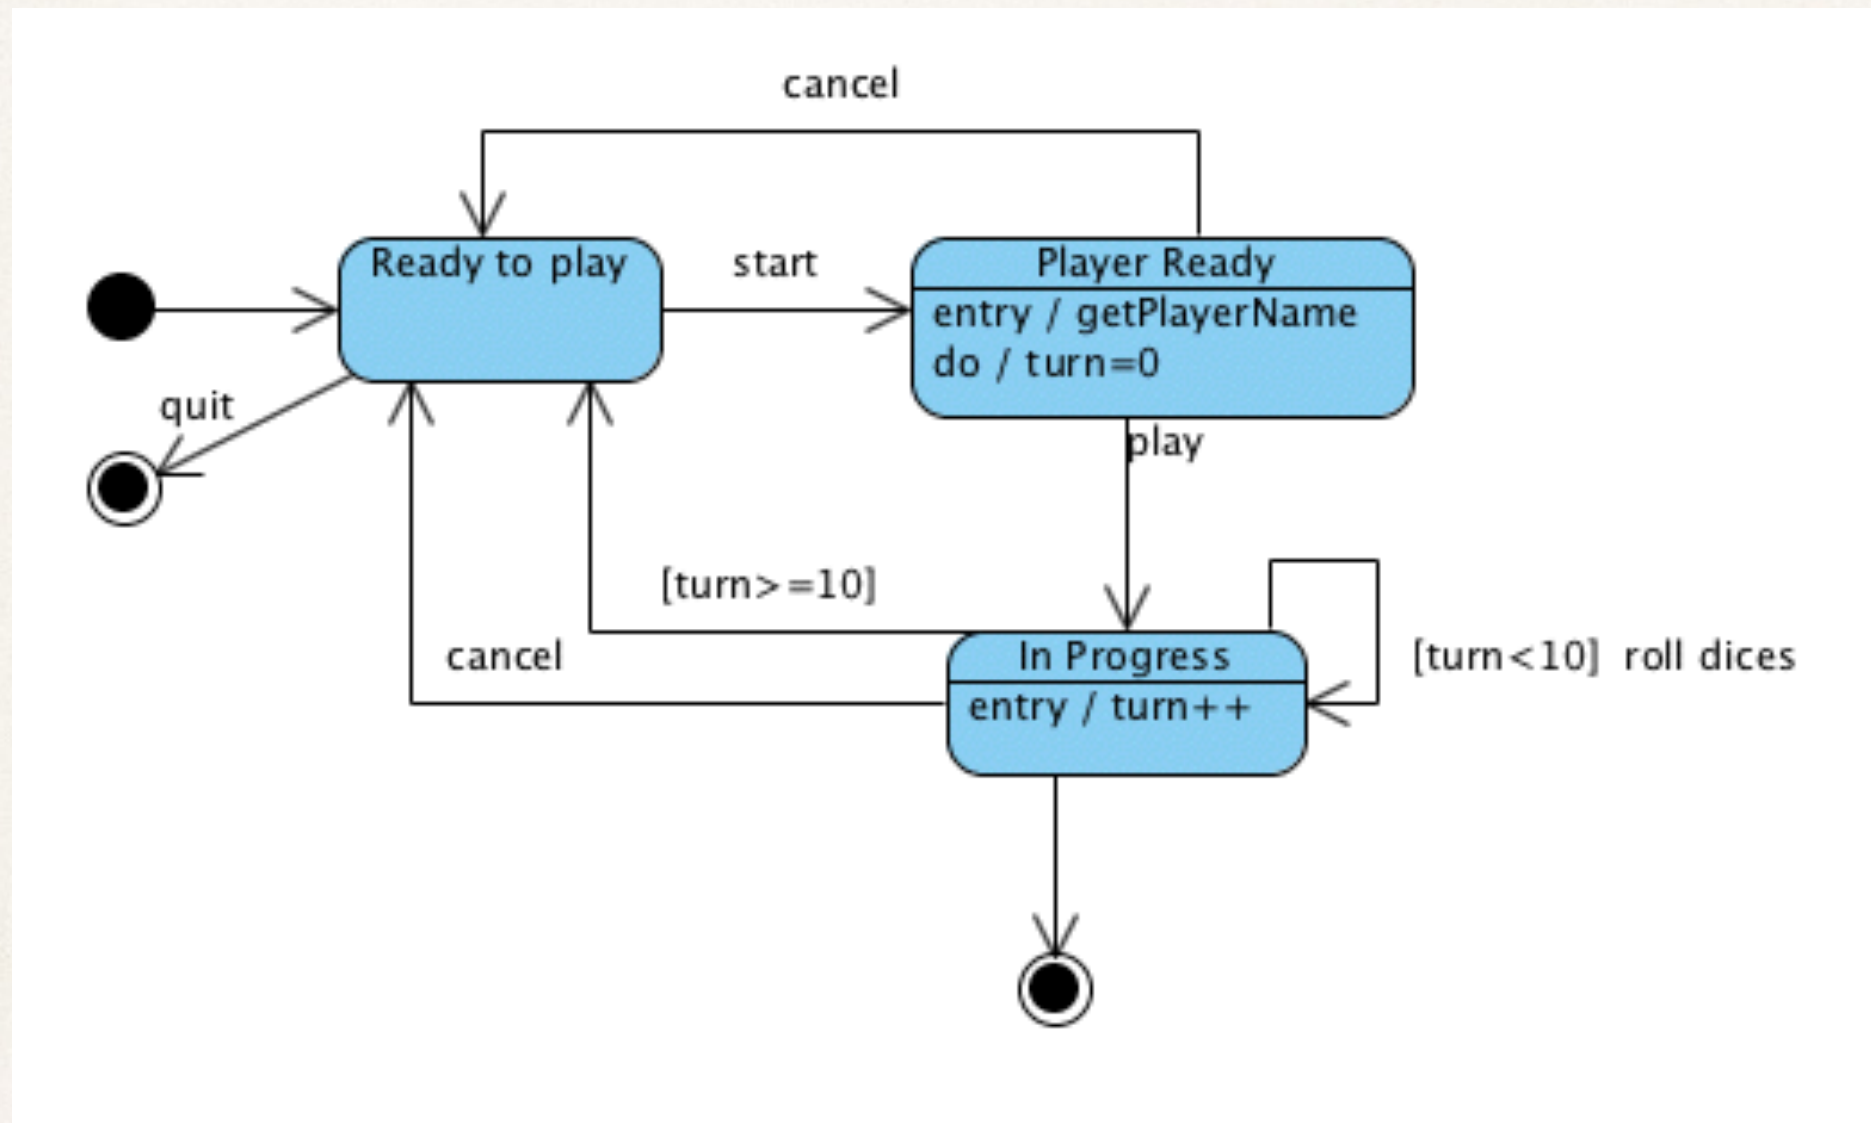 cancel
Ready to play
start
Player Ready
entry / getPlayerName
do / turn=0
quit
play
[turn>=10]
cancel
In Progress
entry / turn++
[turn<10] roll dices